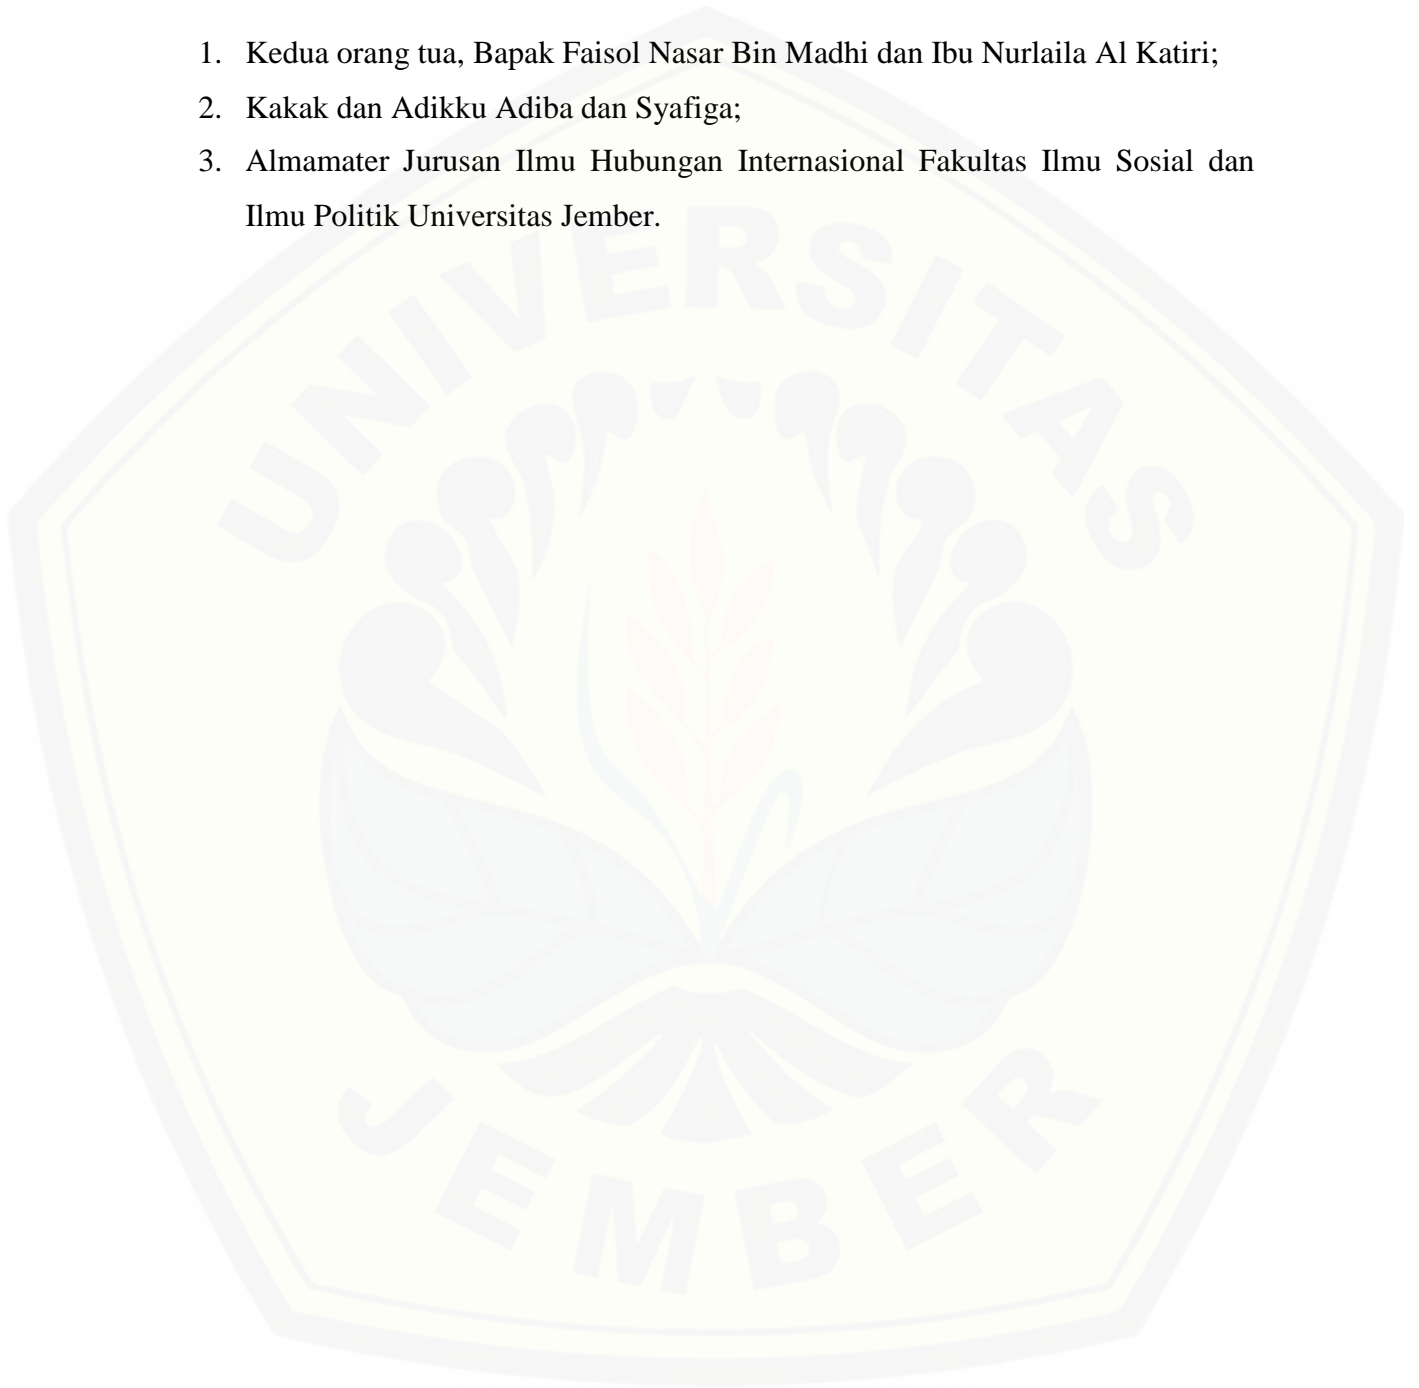 1. Kedua orang tua, Bapak Faisol Nasar Bin Madhi dan Ibu Nurlaila Al Katiri;
2. Kakak dan Adikku Adiba dan Syafiga;
3. Almamater Jurusan Ilmu Hubungan Internasional Fakultas Ilmu Sosial dan
Ilmu Politik Universitas Jember.
UNIVERSITAS
JEMBER